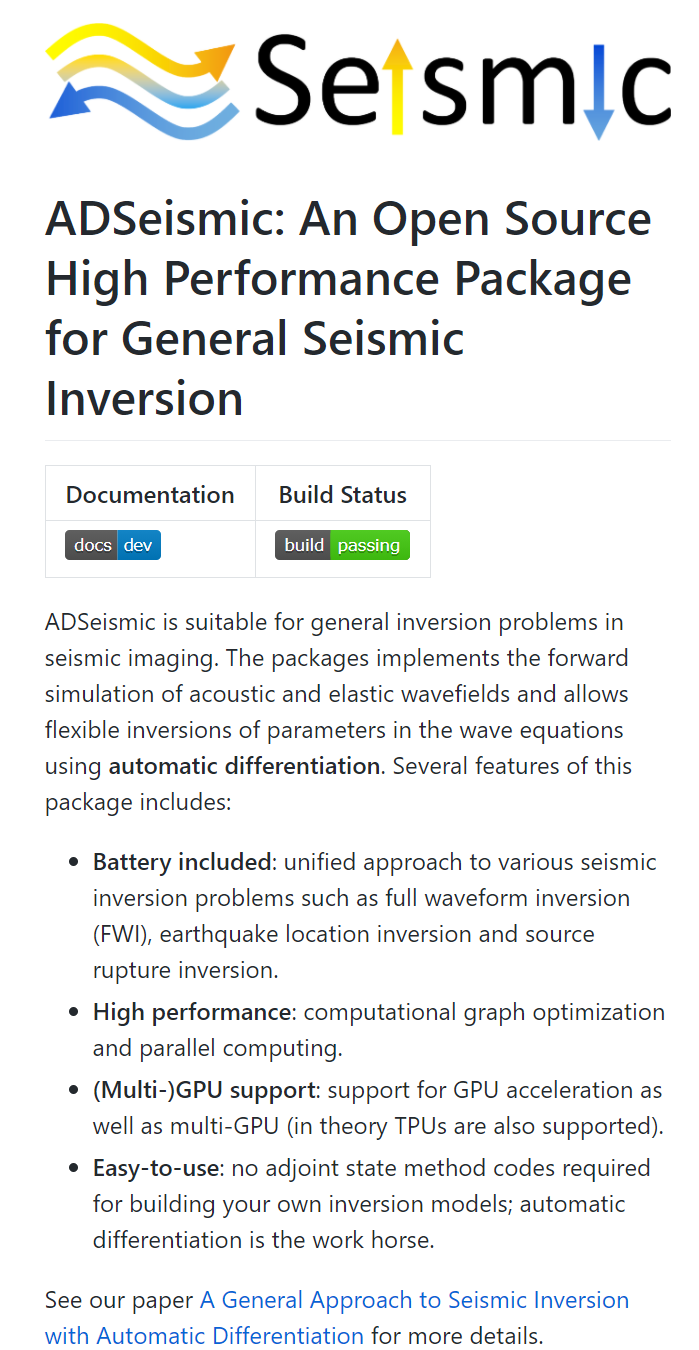 Seismic
ADSeismic: An Open Source
High Performance Package
for General Seismic
Inversion
Documentation Build Status
docs dev build passing
ADSeismic is suitable for general inversion problems in
seismic imaging. The packages implements the forward
simulation of acoustic and elastic wavefields and allows
flexible inversions of parameters in the wave equations
using automatic differentiation. Several features of this
package includes:
• Battery included: unified approach to various seismic
inversion problems such as full waveform inversion
(FWI), earthquake location inversion and source
rupture inversion.
• High performance: computational graph optimization
and parallel computing.
• (Multi-)GPU support: support for GPU acceleration as
well as multi-GPU (in theory TPUs are also supported).
• Easy-to-use: no adjoint state method codes required
for building your own inversion models; automatic
differentiation is the work horse.
See our paper A General Approach to Seismic Inversion
with Automatic Differentiation for more details.